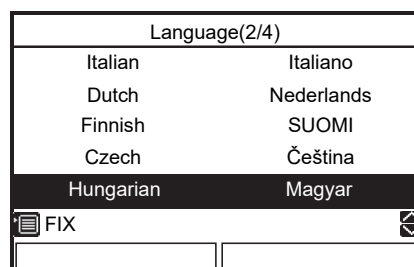 Language(2/4)
Italian Italiano
Dutch Nederlands
Finnish SUOMI
Czech Čeština
Hungarian Magyar
FIX